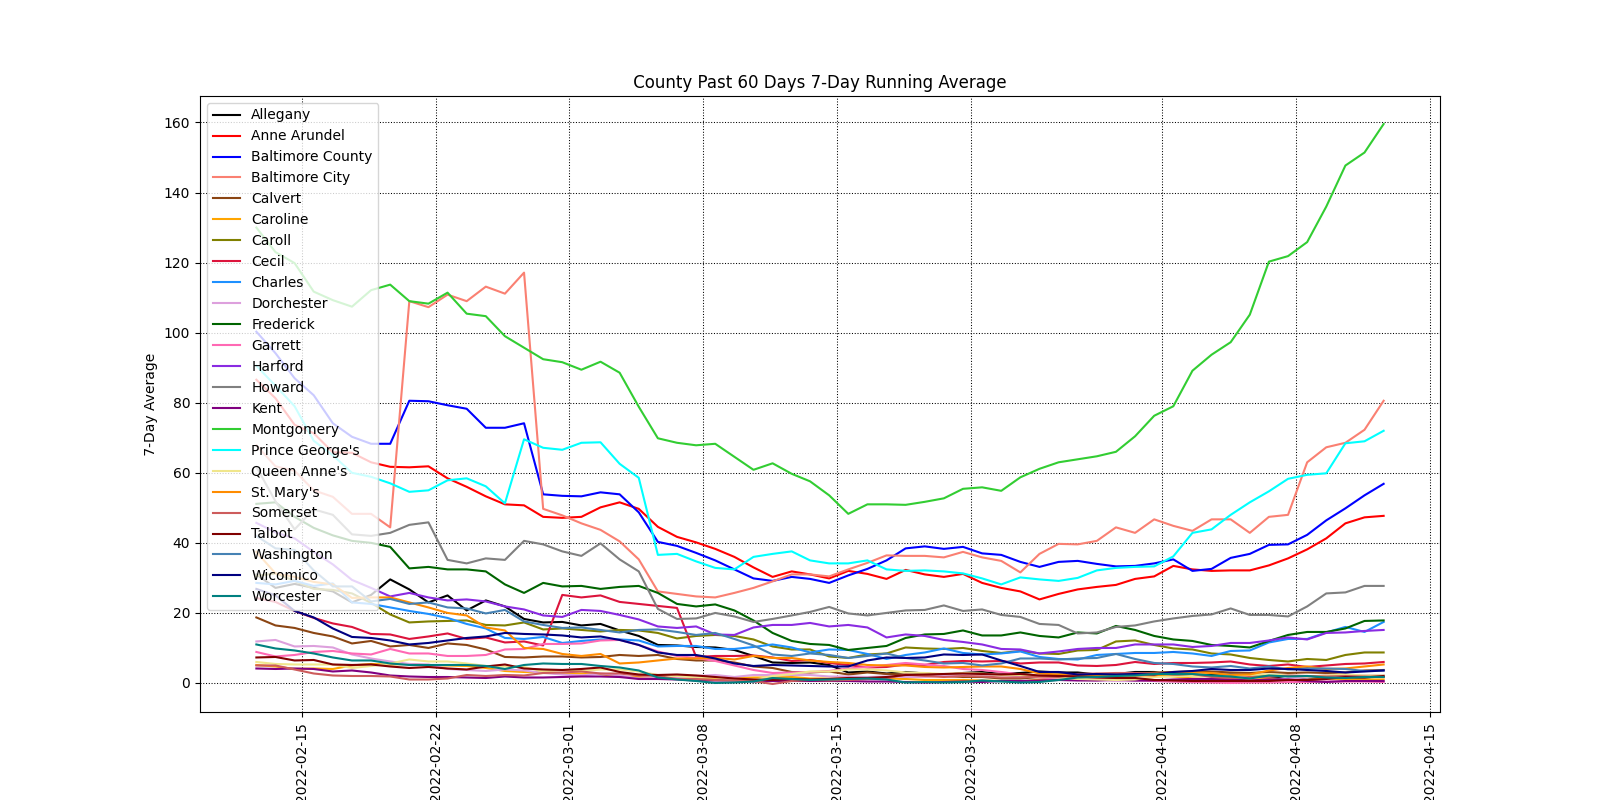 County Past 60 Days 7-Day Running Average
7-Day Average
160
140
120
100
80
60
40
20
0
Allegany
Anne Arundel
Baltimore County
Baltimore City
Calvert
Caroline
Caroll
Cecil
Charles
Dorchester
Frederick
Garrett
Harford
Howard
Kent
Montgomery
Prince George's
Queen Anne's
St. Mary's
Somerset
Talbot
Washington
Wicomico
Worcester
2022-02-15
2022-02-22
2022-03-01
2022-03-08
2022-03-15
2022-03-22
2022-04-01
2022-04-08
2022-04-15